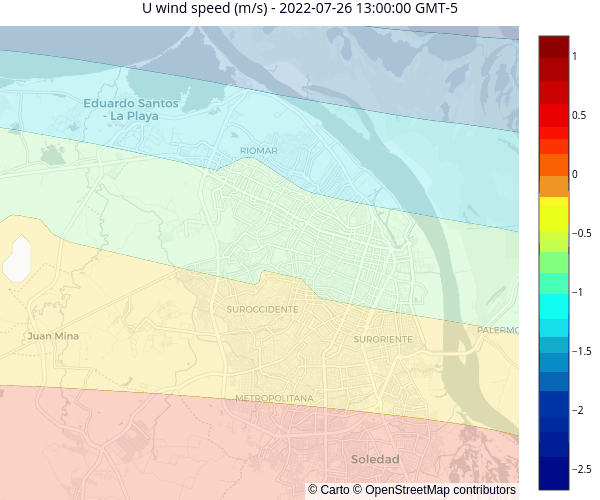 U wind speed (m/s) - 2022-07-26 13:00:00 GMT-5
1
0.5
0
−0.5
−1
−1.5
−2
−2.5
Eduardo Santos
- La Playa
RIOMAR
SUROCCIDENTE
PALERMO
Juan Mina
SURORIENTE
METROPOLITANA
Soledad
© Carto © OpenStreetMap contributors